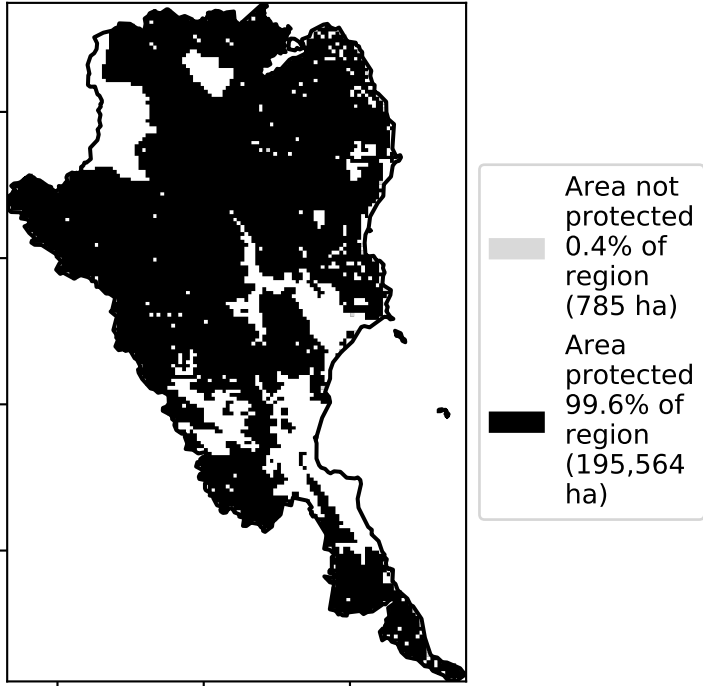 Area not
protected
0.4% of
region
(785 ha)
Area
protected
99.6% of
region
(195,564
ha)